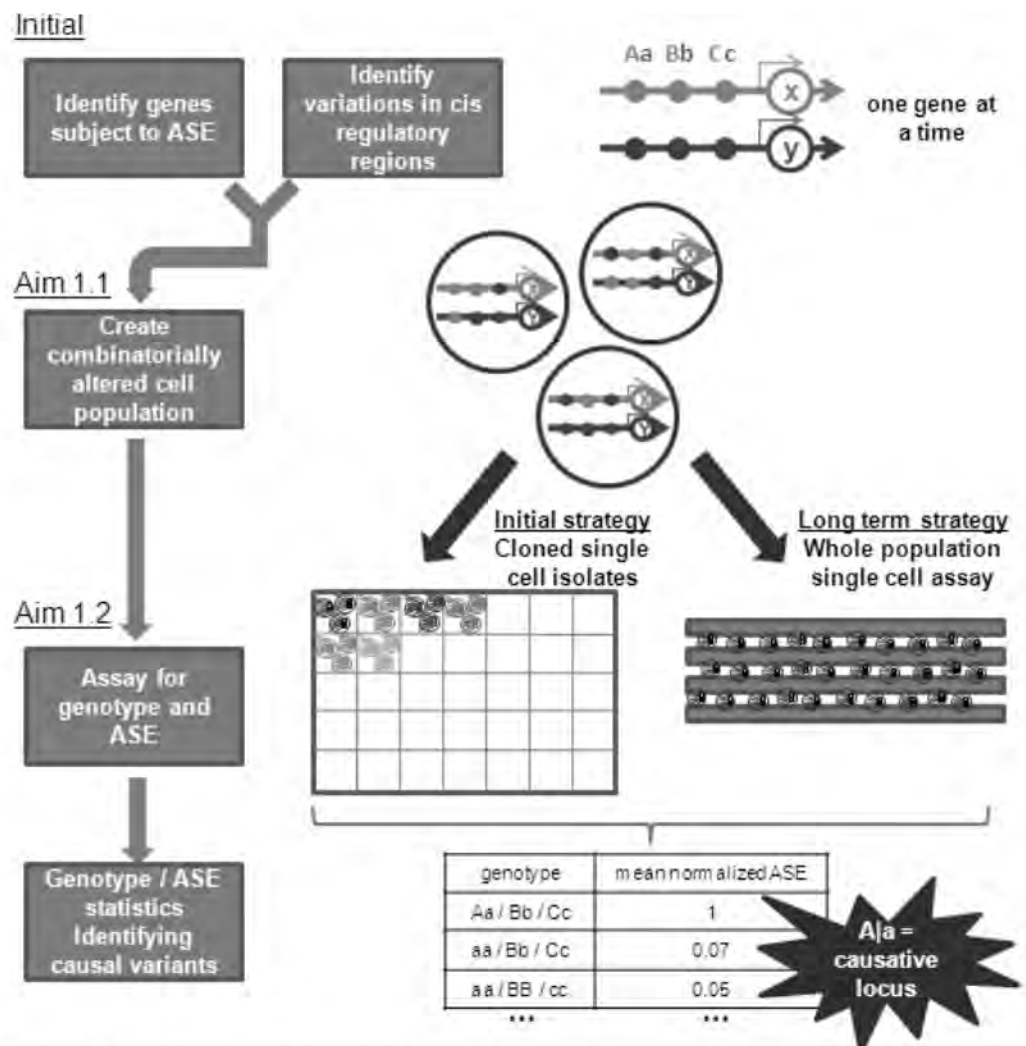 Initial
Identify genes
subject to ASE
Identify
variations in cis
regulatory
regions
Aa Bb Cc
x
y
one gene at
a time
Aim 1.1
Create
combinatorially
altered cell
population
X
Y
X
Y
X
Y
Initial strategy
Cloned single
cell isolates
Long term strategy
Whole population
single cell assay
Aim 1.2
Assay for
genotype and
ASE
Genotype / ASE
statistics
Identifying
causal variants
genotype mean normalized ASE
Aa / Bb / Cc 1
aa / Bb / Cc 0.07
aa / BB / cc 0.05
... ...
A|a =
causative
locus